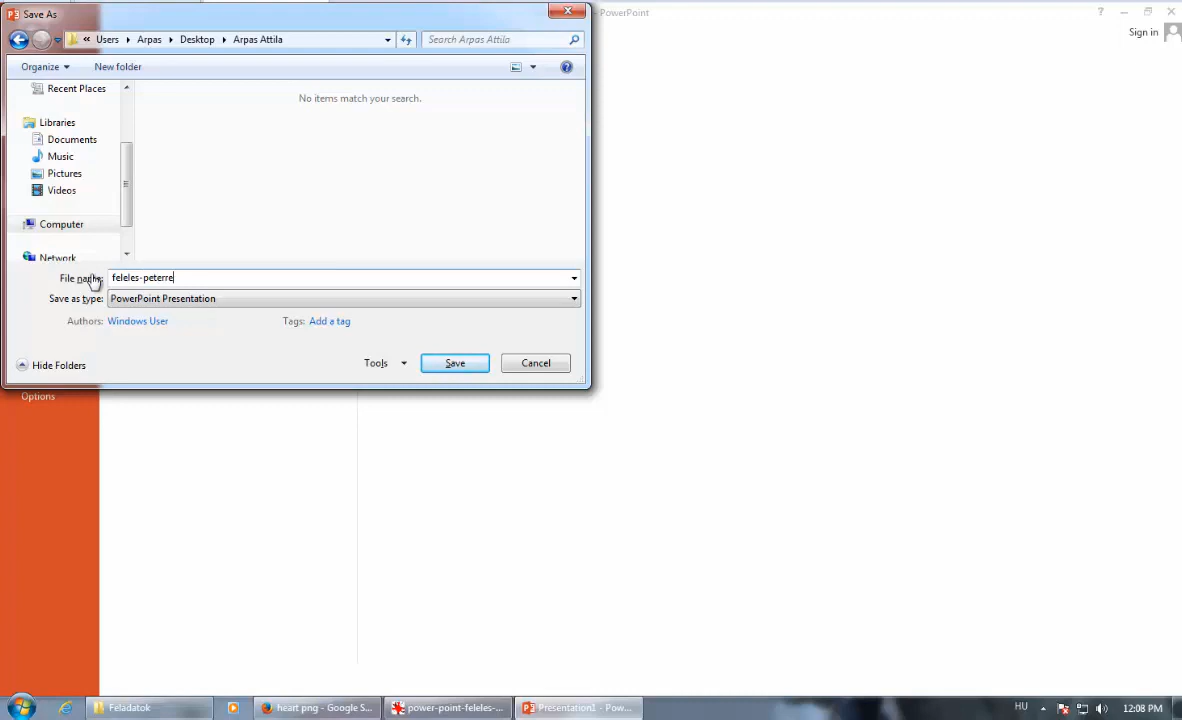 Save As
- PowerPoint
Sign in
« Users Arpas Desktop Arpas Attila
Search Arpas Attila
Organize
New folder
Recent Places
No items match your search.
Libraries
Documents
Music
Pictures
Videos
Computer
Network
File name: feleles-peterre
Save as type: PowerPoint Presentation
Authors: Windows User
Tags: Add a tag
Hide Folders
Tools
Save
Cancel
Options
Feladatok
heart png - Google S...
power-point-feleles-...
Presentation1 - Pow...
HU
12:08 PM